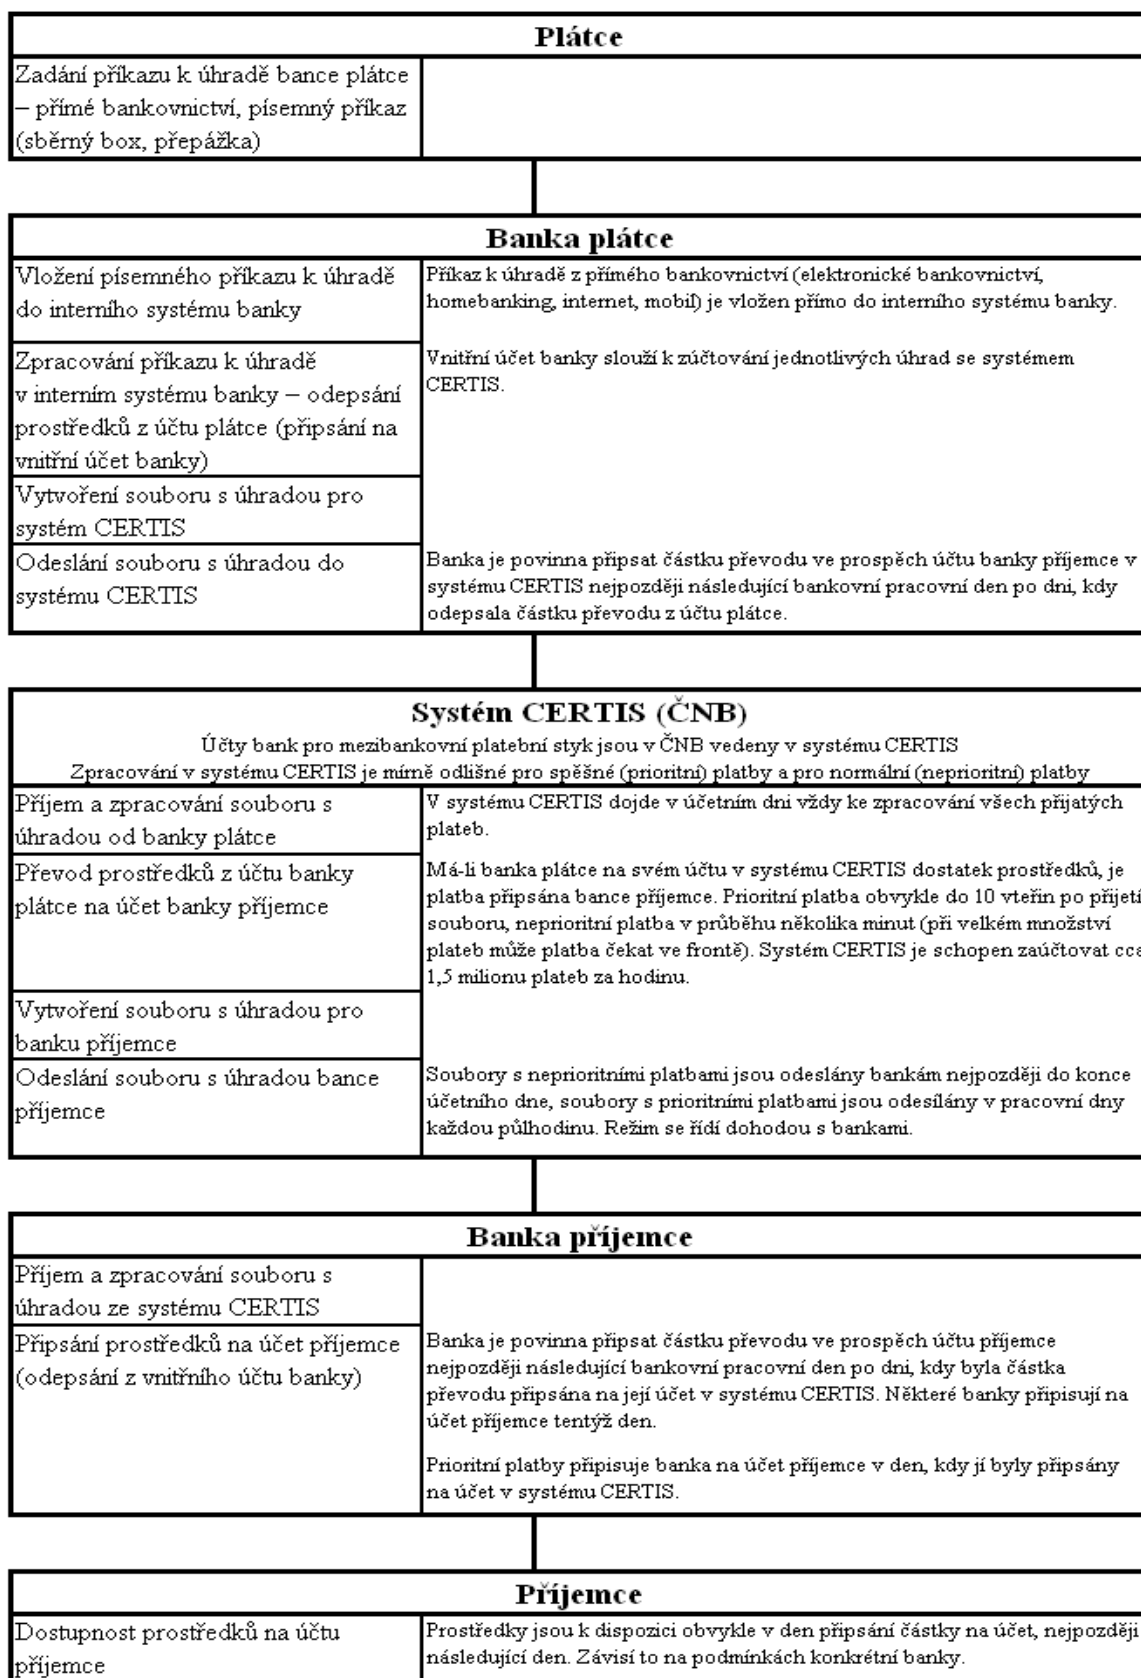 Plátce
Zadání příkazu k úhradě bance plátce
– přímé bankovnictví, písemný příkaz
(sběrný box, přepážka)
Banka plátce
Vložení písemného příkazu k úhradě
do interního systému banky
Příkaz k úhradě z přímého bankovnictví (elektronické bankovnictví,
homebanking, internet, mobil) je vložen přímo do interního systému banky.
Zpracování příkazu k úhradě
v interním systému banky – odepsání
prostředků z účtu plátce (připsání na
vnitřní účet banky)
Vnitřní účet banky slouží k zúčtování jednotlivých úhrad se systémem
CERTIS.
Vytvoření souboru s úhradou pro
systém CERTIS
Odeslání souboru s úhradou do
systému CERTIS
Banka je povinna připsat částku převodu ve prospěch účtu banky příjemce v
systému CERTIS nejpozději následující bankovní pracovní den po dni, kdy
odepsala částku převodu z účtu plátce.
Systém CERTIS (ČNB)
Účty bank pro mezibankovní platební styk jsou v ČNB vedeny v systému CERTIS
Zpracování v systému CERTIS je mírně odlišné pro spěšné (prioritní) platby a pro normální (neprioritní) platby
Příjem a zpracování souboru s
úhradou od banky plátce
V systému CERTIS dojde v účetním dni vždy ke zpracování všech přijatých
plateb.
Převod prostředků z účtu banky
plátce na účet banky příjemce
Má-li banka plátce na svém účtu v systému CERTIS dostatek prostředků, je
platba připsána bance příjemce. Prioritní platba obvykle do 10 vteřin po přijetí
souboru, neprioritní platba v průběhu několika minut (při velkém množství
plateb může platba čekat ve frontě). Systém CERTIS je schopen zaúčtovat cca
1,5 milionu plateb za hodinu.
Vytvoření souboru s úhradou pro
banku příjemce
Odeslání souboru s úhradou bance
příjemce
Soubory s neprioritními platbami jsou odeslány bankám nejpozději do konce
účetního dne, soubory s prioritními platbami jsou odesílány v pracovní dny
každou půlhodinu. Režim se řídí dohodou s bankami.
Banka příjemce
Příjem a zpracování souboru s
úhradou ze systému CERTIS
Připsání prostředků na účet příjemce
(odepsání z vnitřního účtu banky)
Banka je povinna připsat částku převodu ve prospěch účtu příjemce
nejpozději následující bankovní pracovní den po dni, kdy byla částka
převodu připsána na její účet v systému CERTIS. Některé banky připisují na
účet příjemce tentýž den.
Prioritní platby připisuje banka na účet příjemce v den, kdy jí byly připsány
na účet v systému CERTIS.
Příjemce
Dostupnost prostředků na účtu
příjemce
Prostředky jsou k dispozici obvykle v den připsání částky na účet, nejpozději
následující den. Závisí to na podmínkách konkrétní banky.